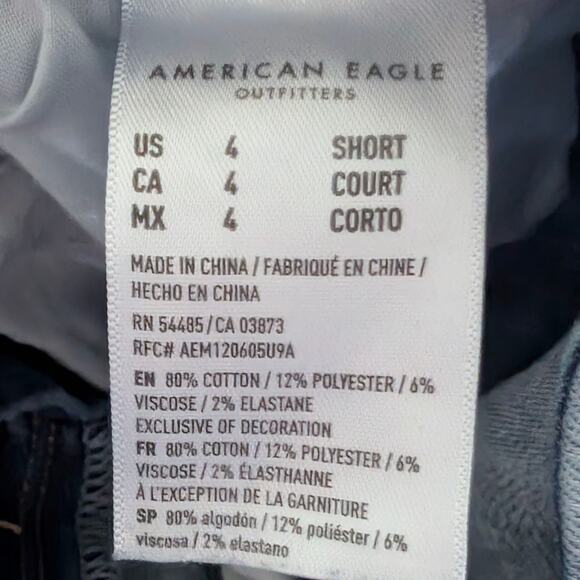 AMERICAN EAGLE
OUTFITTERS
US 4 SHORT
CA 4 COURT
MX 4 CORTO
MADE IN CHINA / FABRIQUÉ EN CHINE /
HECHO EN CHINA
RN 54485 / CA 03873
RFC# AEM120605U9A
EN 80% COTTON / 12% POLYESTER / 6%
VISCOSE / 2% ELASTANE
EXCLUSIVE OF DECORATION
FR 80% COTON / 12% POLYESTER / 6%
VISCOSE / 2% ÉLASTHANNE
À L'EXCEPTION DE LA GARNITURE
SP 80% algodón / 12% poliéster / 6%
viscosa / 2% elastano